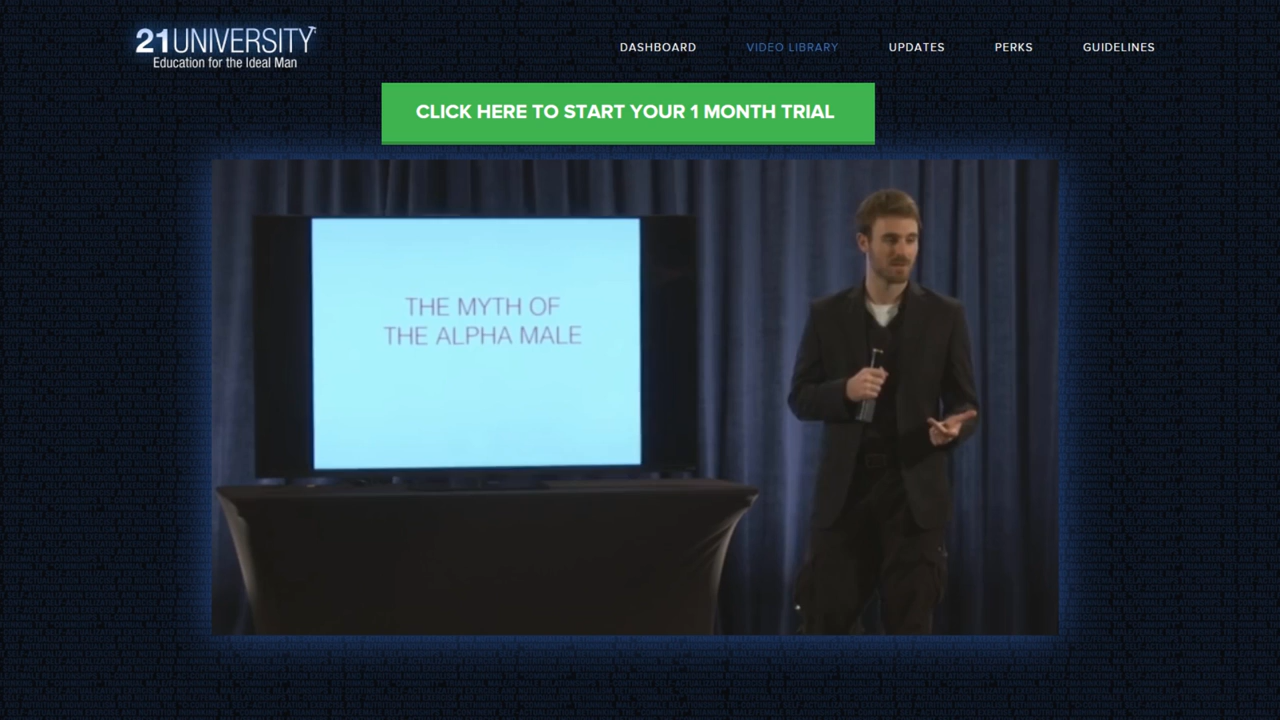 21UNIVERSITY
Education for the Ideal Man
DASHBOARD
VIDEO LIBRARY
UPDATES
PERKS
GUIDELINES
CLICK HERE TO START YOUR 1 MONTH TRIAL
THE MYTH OF
THE ALPHA MALE